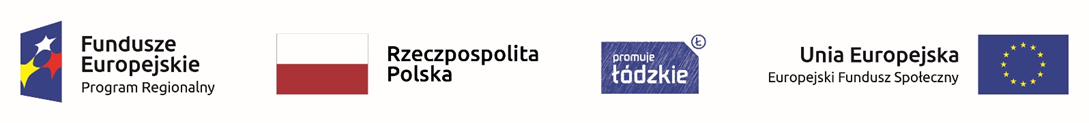 Fundusze
Europejskie
Program Regionalny
Rzeczpospolita
Polska
promuje
łódzkie
Ł
Unia Europejska
Europejski Fundusz Społeczny